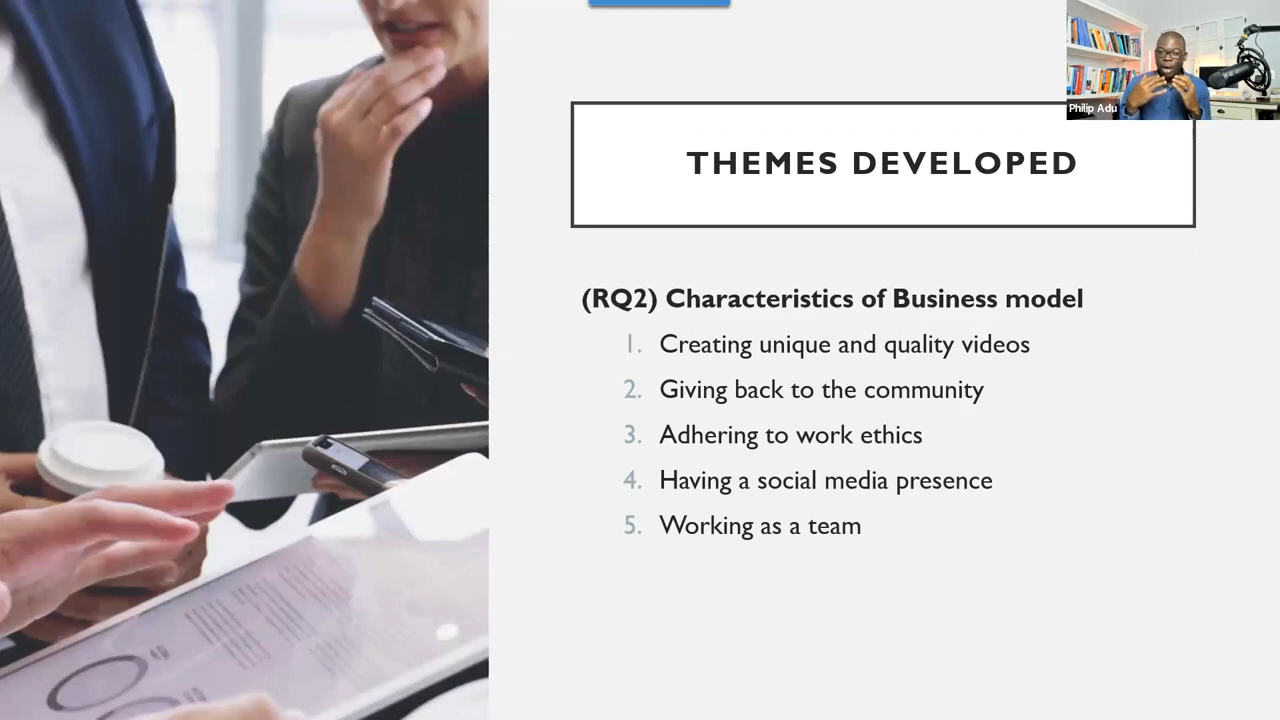 Philip Adu
THEMES DEVELOPED
(RQ2) Characteristics of Business model
1. Creating unique and quality videos
2. Giving back to the community
3. Adhering to work ethics
4. Having a social media presence
5. Working as a team